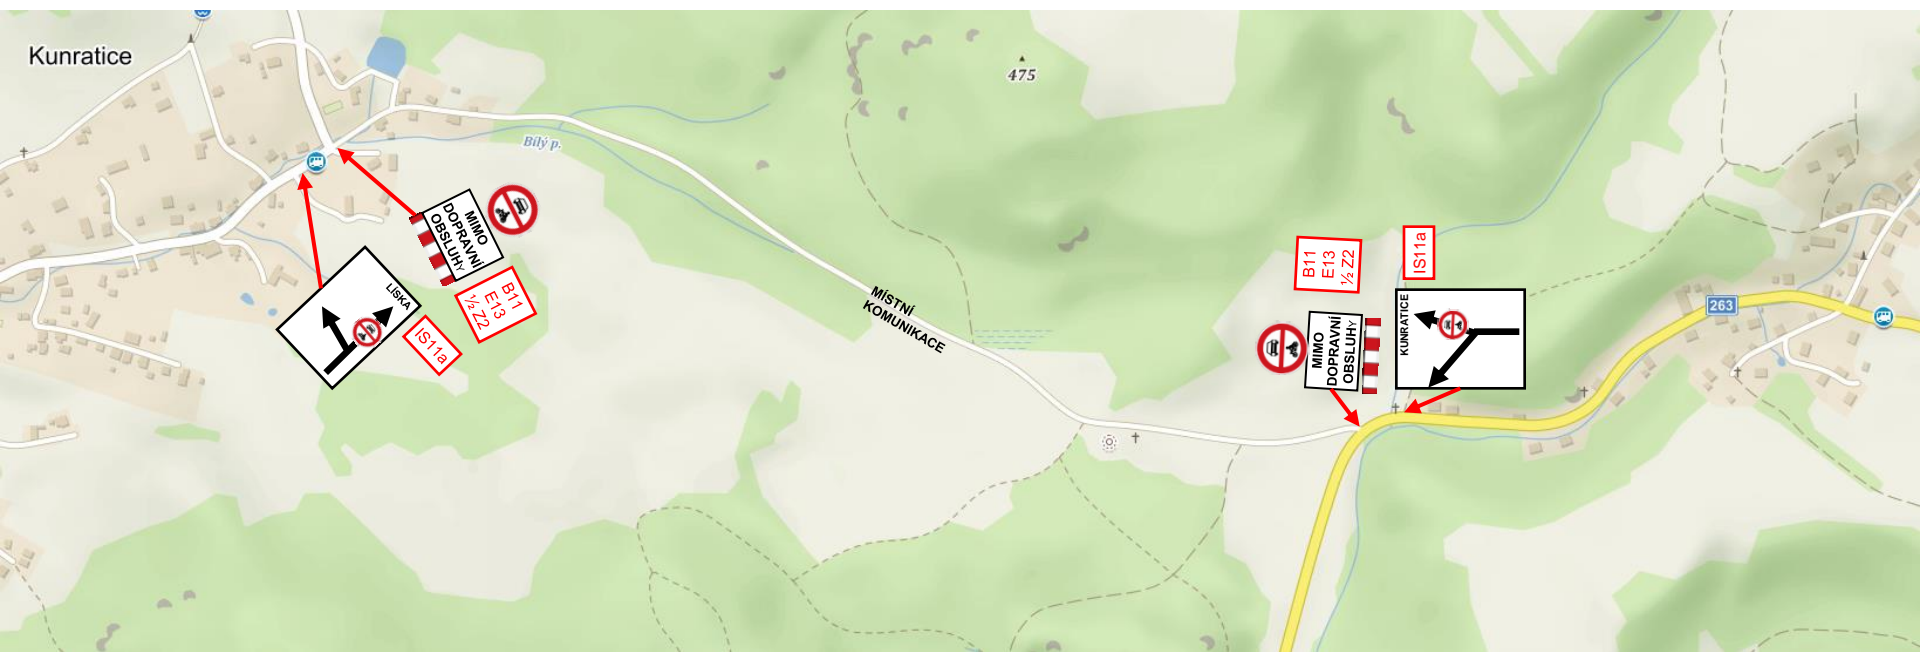 Kunratice
475
Bílý p.
MIMO
DOPRAVNÍ
OBSLUHY
B11
E13
½ Z2
LÍSKA
IS11a
MÍSTNÍ
KOMUNIKACE
B11
E13
½ Z2
IS11a
KUNRATICE
MIMO
DOPRAVNÍ
OBSLUHY
263